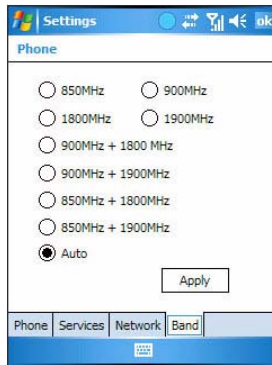 Settings ok
Phone
850MHz 900MHz
1800MHz 1900MHz
900MHz + 1800 MHz
900MHz + 1900MHz
850MHz + 1800MHz
850MHz + 1900MHz
Auto
Apply
Phone Services Network Band